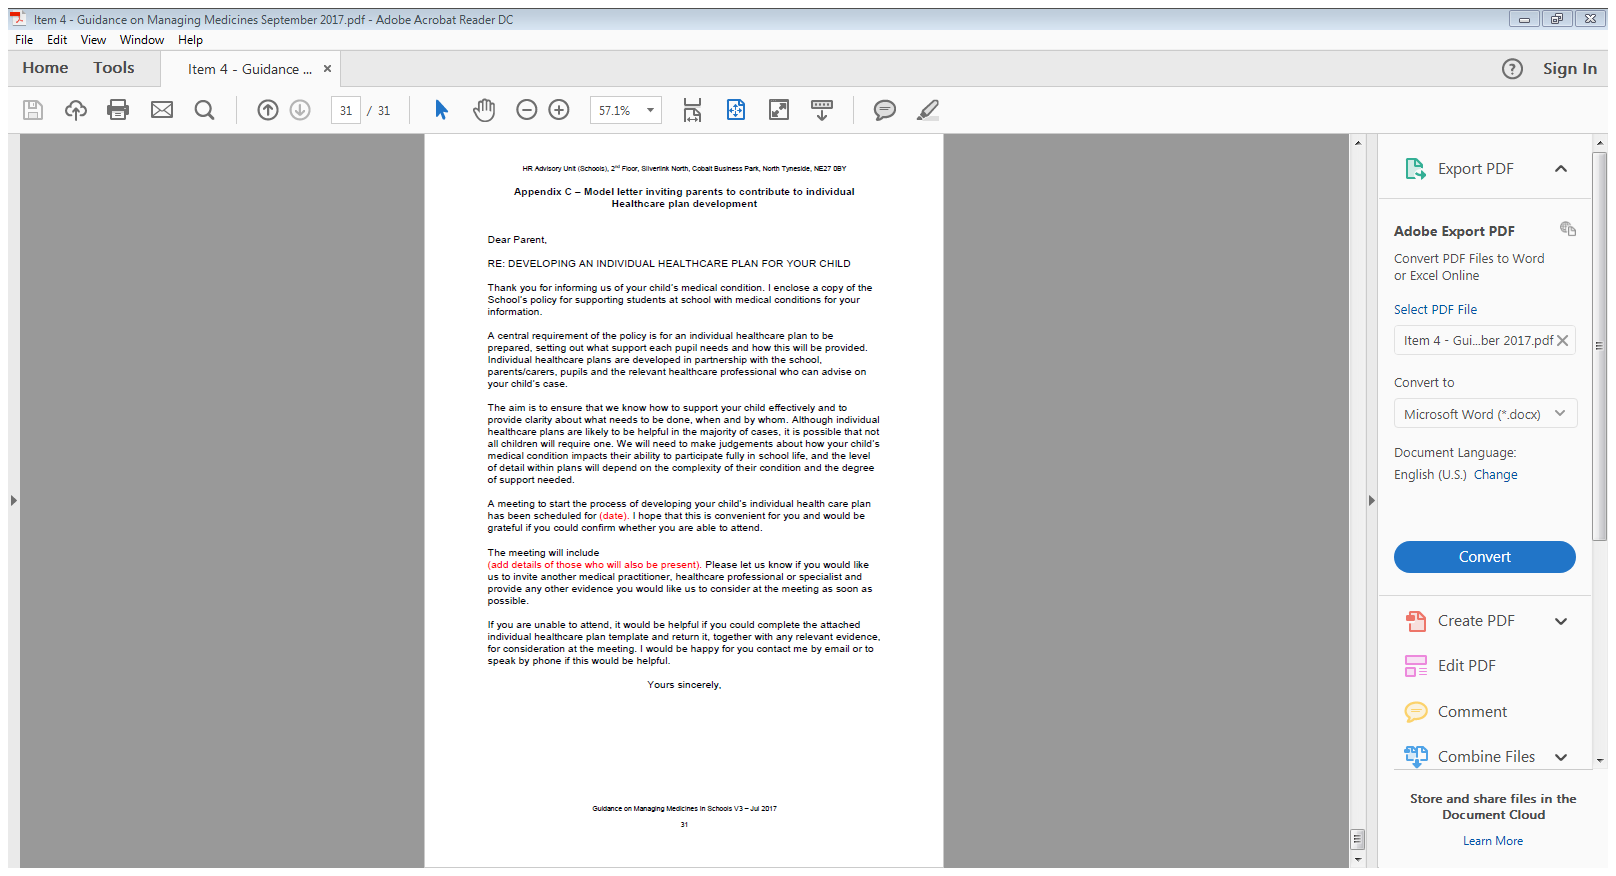 Item 4 - Guidance on Managing Medicines September 2017.pdf - Adobe Acrobat Reader DC
File Edit View Window Help
Home Tools Item 4 - Guidance ... × ? Sign In
31 / 31 57.1%
HR Advisory Unit (Schools), 2nd Floor, Silverlink North, Cobalt Business Park, North Tyneside, NE27 0BY
Appendix C – Model letter inviting parents to contribute to individual
Healthcare plan development
Dear Parent,
RE: DEVELOPING AN INDIVIDUAL HEALTHCARE PLAN FOR YOUR CHILD
Thank you for informing us of your child's medical condition. I enclose a copy of the
School's policy for supporting students at school with medical conditions for your
information.
A central requirement of the policy is for an individual healthcare plan to be
prepared, setting out what support each pupil needs and how this will be provided.
Individual healthcare plans are developed in partnership with the school,
parents/carers, pupils and the relevant healthcare professional who can advise on
your child's case.
The aim is to ensure that we know how to support your child effectively and to
provide clarity about what needs to be done, when and by whom. Although individual
healthcare plans are likely to be helpful in the majority of cases, it is possible that not
all children will require one. We will need to make judgements about how your child's
medical condition impacts their ability to participate fully in school life, and the level
of detail within plans will depend on the complexity of their condition and the degree
of support needed.
A meeting to start the process of developing your child's individual health care plan
has been scheduled for (date). I hope that this is convenient for you and would be
grateful if you could confirm whether you are able to attend.
The meeting will include
(add details of those who will also be present). Please let us know if you would like
us to invite another medical practitioner, healthcare professional or specialist and
provide any other evidence you would like us to consider at the meeting as soon as
possible.
If you are unable to attend, it would be helpful if you could complete the attached
individual healthcare plan template and return it, together with any relevant evidence,
for consideration at the meeting. I would be happy for you contact me by email or to
speak by phone if this would be helpful.
Yours sincerely,
Guidance on Managing Medicines in Schools V3 – Jul 2017
31
Export PDF
Adobe Export PDF
Convert PDF Files to Word
or Excel Online
Select PDF File
Item 4 - Gui...ber 2017.pdf
Convert to
Microsoft Word (*.docx)
Document Language:
English (U.S.) Change
Convert
Create PDF
Edit PDF
Comment
Combine Files
Store and share files in the
Document Cloud
Learn More